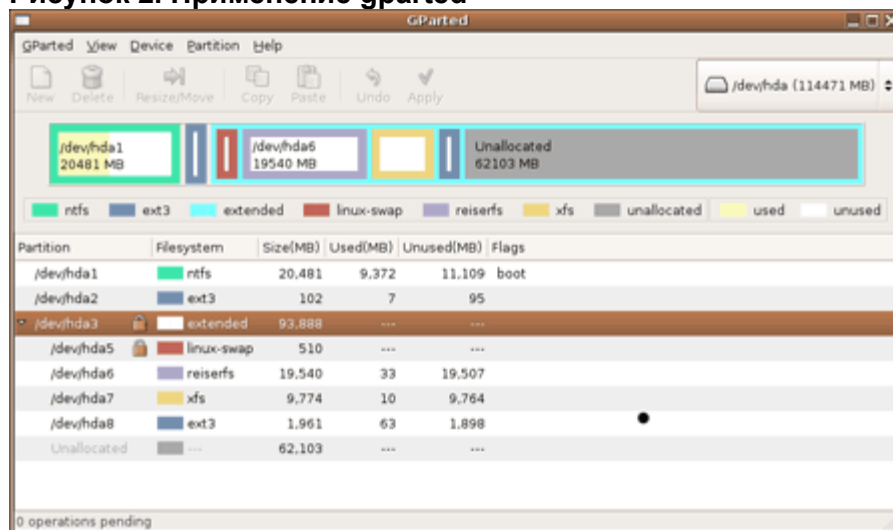 Рисунок 2. Применение gparted
GParted
GParted View Device Partition Help
New Delete Resize/Move Copy Paste Undo Apply /dev/hda (114471 MB)
/dev/hda1
20481 MB
/dev/hda6
19540 MB
Unallocated
62103 MB
ntfs ext3 extended linux-swap reiserfs xfs unallocated used unused
Partition Filesystem Size(MB) Used(MB) Unused(MB) Flags
/dev/hda1 ntfs 20,481 9,372 11,109 boot
/dev/hda2 ext3 102 7 95
/dev/hda3 extended 93,888 --- ---
/dev/hda5 linux-swap 510 --- ---
/dev/hda6 reiserfs 19,540 33 19,507
/dev/hda7 xfs 9,774 10 9,764
/dev/hda8 ext3 1,961 63 1,898
Unallocated --- 62,103 --- ---
0 operations pending